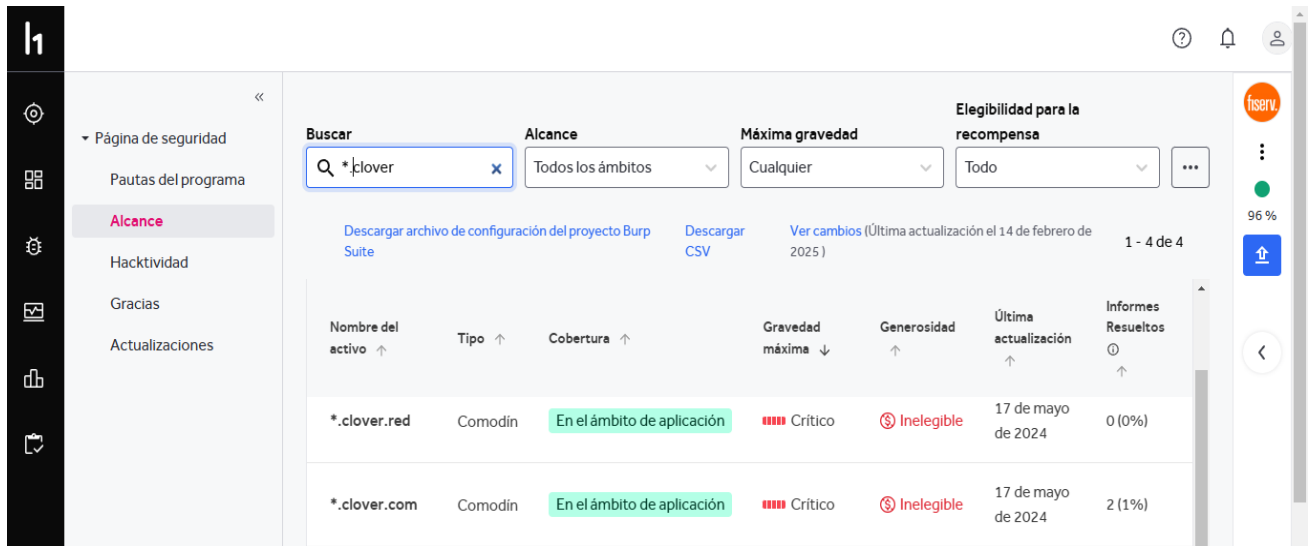 h1
«
Página de seguridad
Pautas del programa
Alcance
Hacktividad
Gracias
Actualizaciones
Buscar
*.clover
Alcance
Todos los ámbitos
Máxima gravedad
Cualquier
Elegibilidad para la
recompensa
Todo
fiserv.
96 %
Descargar archivo de configuración del proyecto Burp
Suite
Descargar
CSV
Ver cambios (Última actualización el 14 de febrero de
2025 )
1 - 4 de 4
Nombre del
activo
Tipo
Cobertura
Gravedad
máxima
Generosidad
Última
actualización
Informes
Resueltos
*.clover.red
Comodín
En el ámbito de aplicación
Crítico
Inelegible
17 de mayo
de 2024
0 (0%)
*.clover.com
Comodín
En el ámbito de aplicación
Crítico
Inelegible
17 de mayo
de 2024
2 (1%)